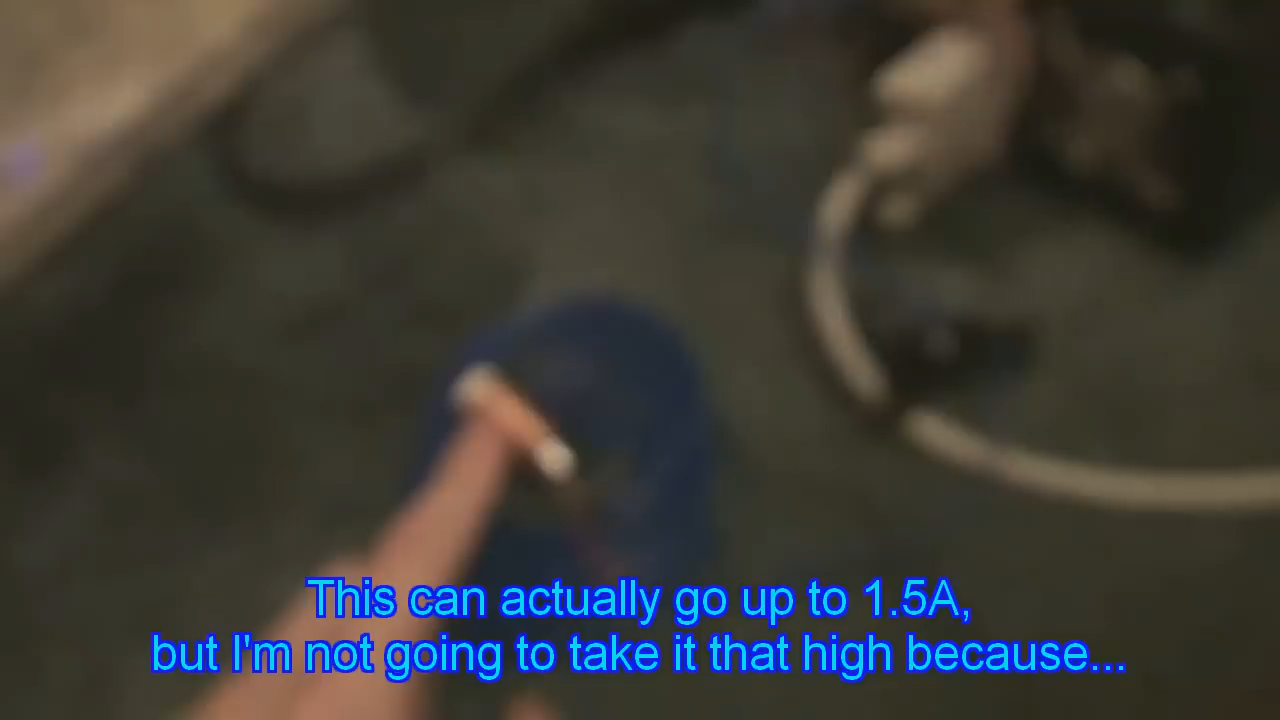 This can actually go up to 1.5A,
but I'm not going to take it that high because...